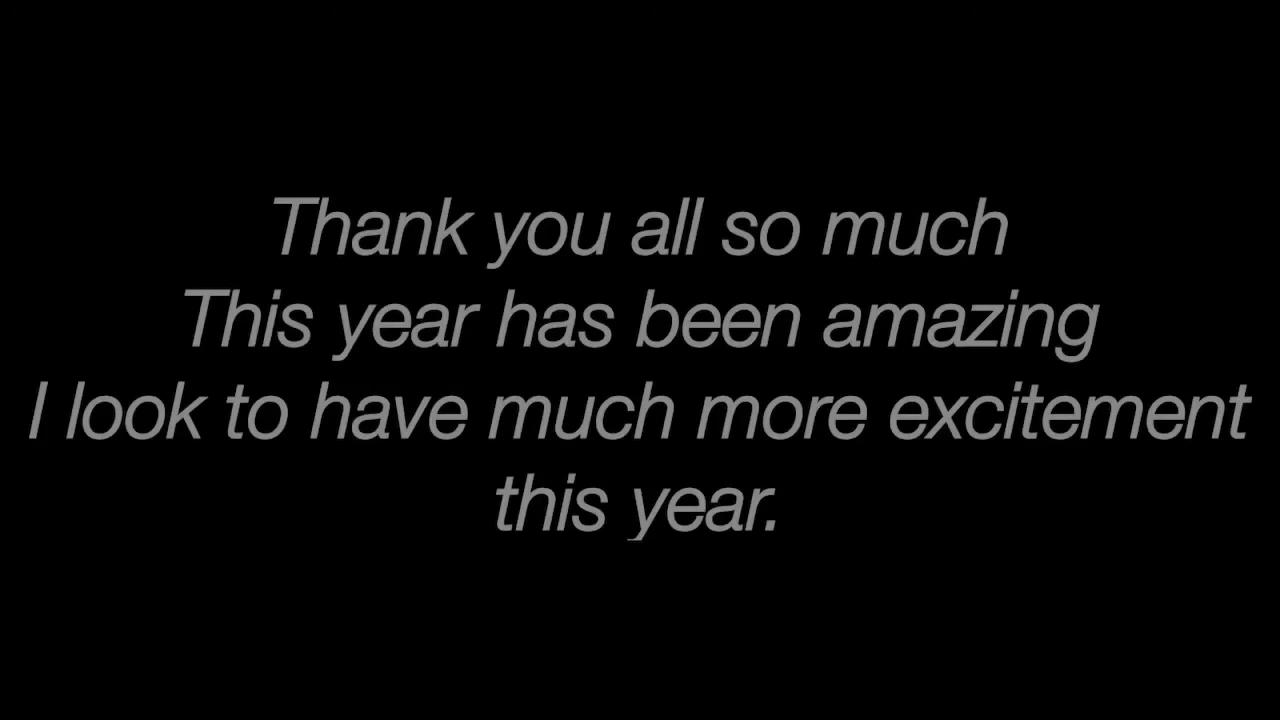 Thank you all so much
This year has been amazing
I look to have much more excitement
this year.